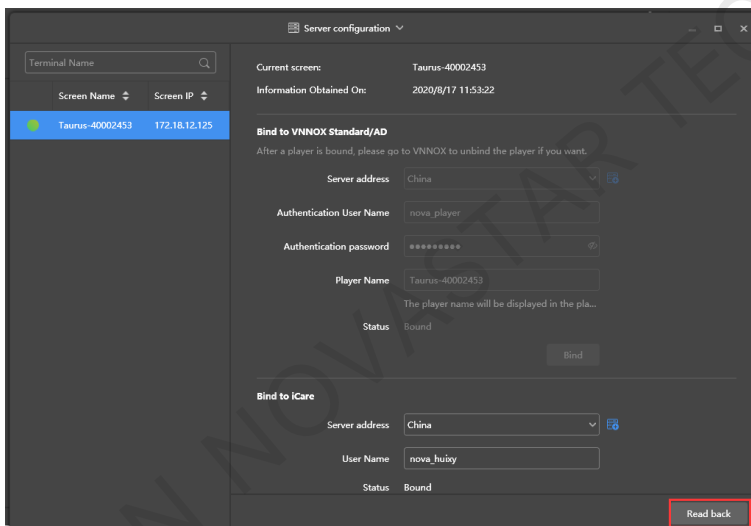 Server configuration
Terminal Name
Screen Name Screen IP
Taurus-40002453 172.18.12.125
Current screen: Taurus-40002453
Information Obtained On: 2020/8/17 11:53:22
Bind to VNNOX Standard/AD
After a player is bound, please go to VNNOX to unbind the player if you want.
Server address China
Authentication User Name nova_player
Authentication password
Player Name Taurus-40002453
The player name will be displayed in the pla...
Status Bound
Bind
Bind to iCare
Server address China
User Name nova_huixy
Status Bound
Read back
N NOVASTAR TEC